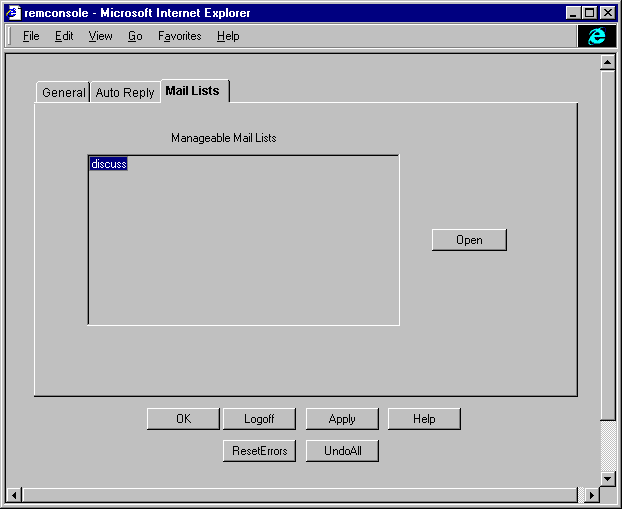 remconsole - Microsoft Internet Explorer
File Edit View Go Favorites Help
General Auto Reply Mail Lists
Manageable Mail Lists
discuss
Open
OK Logoff Apply Help
ResetErrors UndoAll